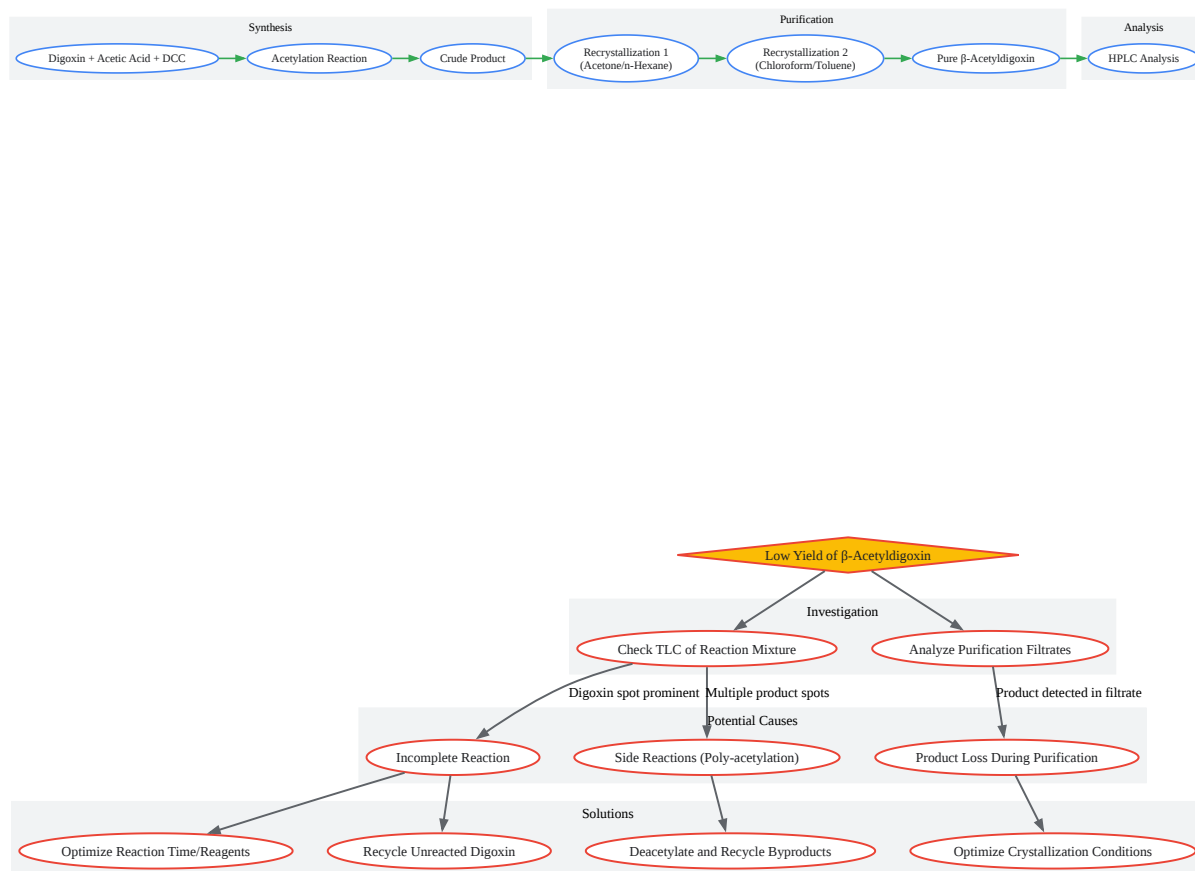 Synthesis
Purification
Analysis
Digoxin + Acetic Acid + DCC
Acetylation Reaction
Crude Product
Recrystallization 1
(Acetone/n-Hexane)
Recrystallization 2
(Chloroform/Toluene)
Pure β-Acetyldigoxin
HPLC Analysis
Low Yield of β-Acetyldigoxin
Investigation
Check TLC of Reaction Mixture
Analyze Purification Filtrates
Digoxin spot prominent
Multiple product spots
Product detected in filtrate
Potential Causes
Incomplete Reaction
Side Reactions (Poly-acetylation)
Product Loss During Purification
Solutions
Optimize Reaction Time/Reagents
Recycle Unreacted Digoxin
Deacetylate and Recycle Byproducts
Optimize Crystallization Conditions